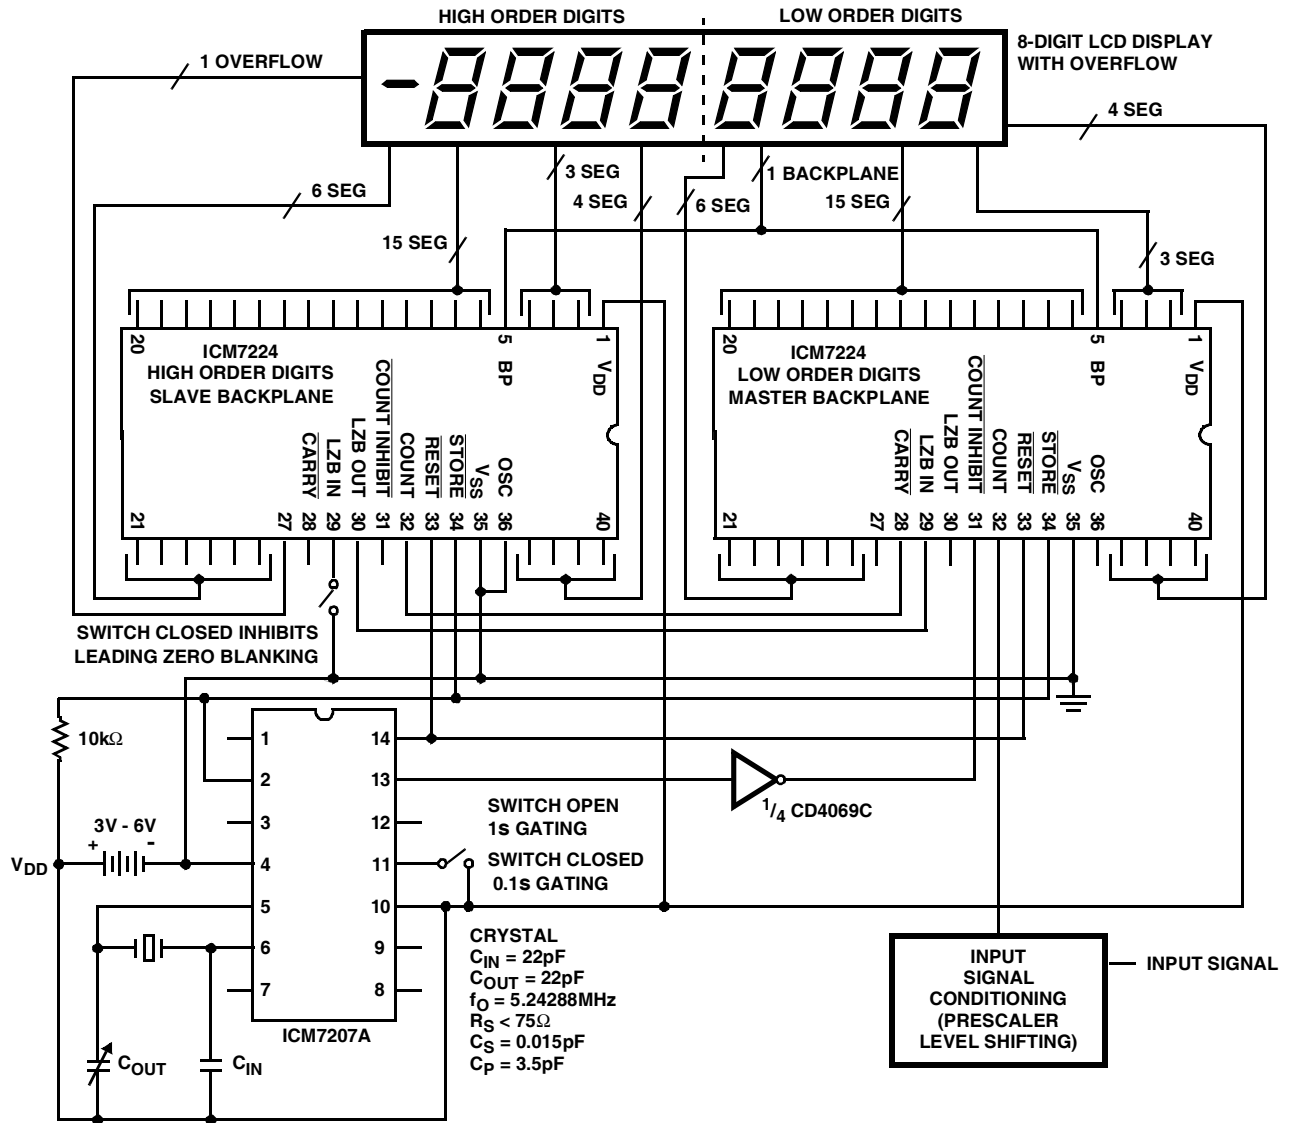 HIGH ORDER DIGITS
LOW ORDER DIGITS
1 OVERFLOW
8-DIGIT LCD DISPLAY
WITH OVERFLOW
-8888 8888
4 SEG
6 SEG
15 SEG
3 SEG
4 SEG
6 SEG
1 BACKPLANE
15 SEG
3 SEG
20
5
1
BP
VDD
ICM7224
HIGH ORDER DIGITS
SLAVE BACKPLANE
CARRY
LZB IN
LZB OUT
COUNT INHIBIT
COUNT
RESET
STORE
VSS
OSC
21
27
28
29
30
31
32
33
34
35
36
40
20
5
1
BP
VDD
ICM7224
LOW ORDER DIGITS
MASTER BACKPLANE
CARRY
LZB IN
LZB OUT
COUNT INHIBIT
COUNT
RESET
STORE
VSS
OSC
21
27
28
29
30
31
32
33
34
35
36
40
SWITCH CLOSED INHIBITS
LEADING ZERO BLANKING
10kΩ
3V - 6V
+ -
VDD
1
2
3
4
5
6
7
14
13
12
11
10
9
8
ICM7207A
COUT
CIN
1/4 CD4069C
SWITCH OPEN
1s GATING
SWITCH CLOSED
0.1s GATING
CRYSTAL
CIN = 22pF
COUT = 22pF
fO = 5.24288MHz
RS < 75Ω
CS = 0.015pF
CP = 3.5pF
INPUT
SIGNAL
CONDITIONING
(PRESCALER
LEVEL SHIFTING)
INPUT SIGNAL